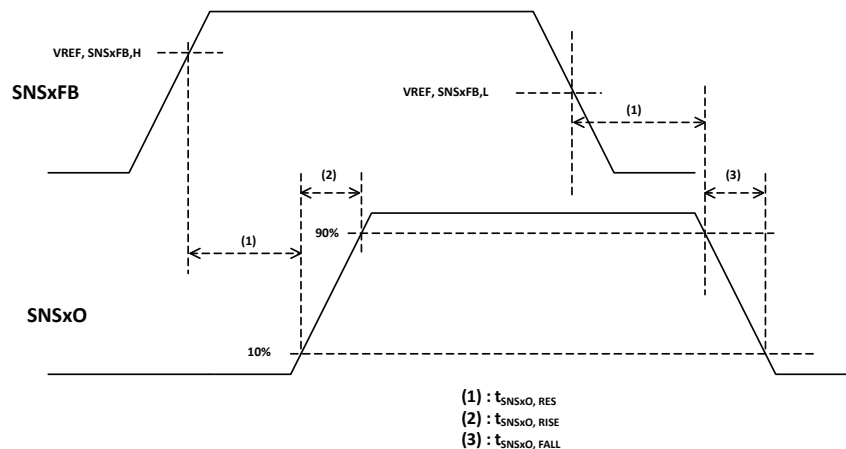 VREF, SNSxFB,H
SNSxFB
VREF, SNSxFB,L
(1)
(2)
(3)
(1)
90%
SNSxO
10%
(1) : tSNSxO, RES
(2) : tSNSxO, RISE
(3) : tSNSxO, FALL